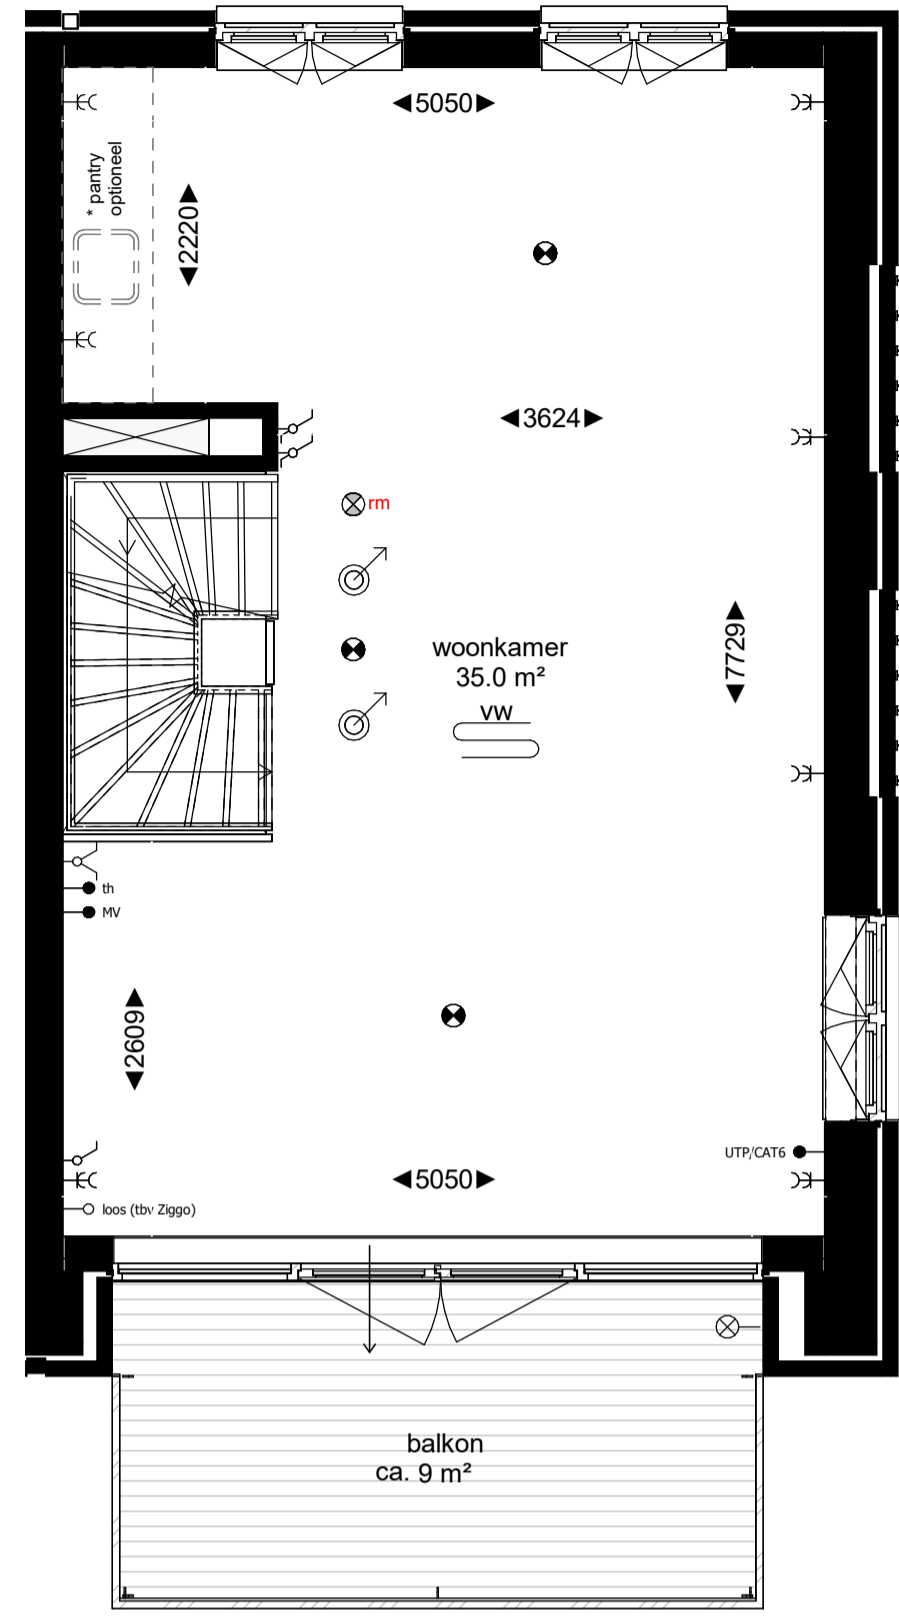 5050
* pantry
optioneel
2220
3624
rm
woonkamer
35.0 m²
vw
7729
th
MV
2609
UTP/CAT6
5050
loos (tbv Ziggo)
balkon
ca. 9 m²